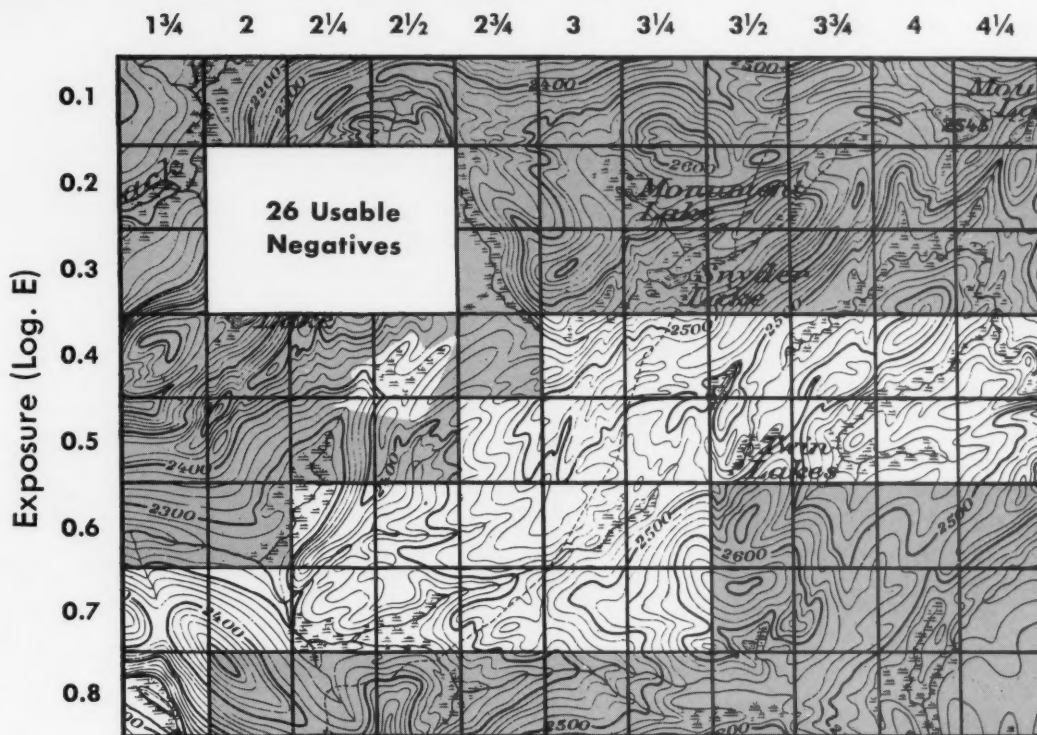 1¾ 2 2¼ 2½ 2¾ 3 3¼ 3½ 3¾ 4 4¼
Exposure (Log. E)
0.1
2200 2400 2500
2545
0.2
2600
Monument
Lake
26 Usable
Negatives
0.3
Snyder
Lake
0.4
Lake
2500
0.5
2400
Twin
Lakes
0.6
2300 2500 2600 2500
0.7
2400
0.8
2500